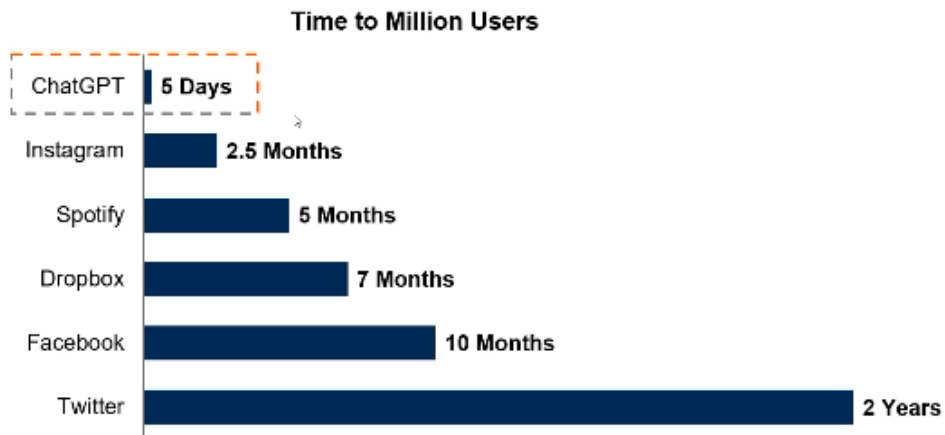 Time to Million Users
ChatGPT 5 Days
Instagram 2.5 Months
Spotify 5 Months
Dropbox 7 Months
Facebook 10 Months
Twitter 2 Years